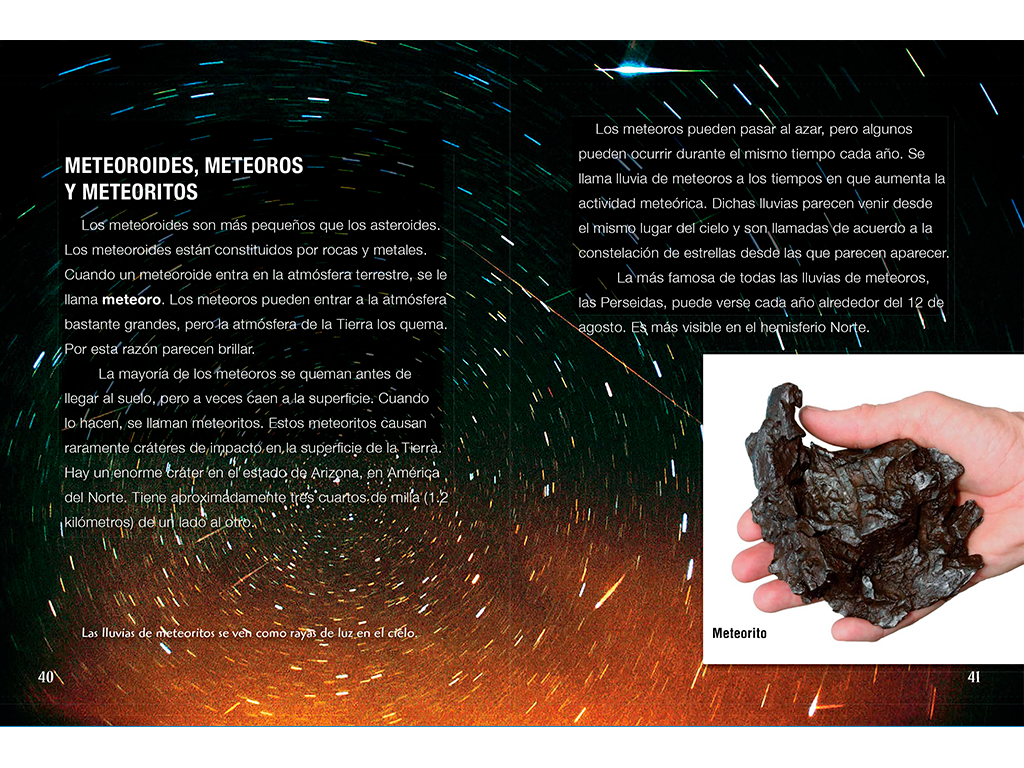 METEOROIDES, METEOROS
Y METEORITOS
Los meteoroides son más pequeños que los asteroides.
Los meteoroides están constituidos por rocas y metales.
Cuando un meteoroide entra en la atmósfera terrestre, se le
llama meteoro. Los meteoros pueden entrar a la atmósfera
bastante grandes, pero la atmósfera de la Tierra los quema.
Por esta razón parecen brillar.
La mayoría de los meteoros se queman antes de
llegar al suelo, pero a veces caen a la superficie. Cuando
lo hacen, se llaman meteoritos. Estos meteoritos causan
raramente cráteres de impacto en la superficie de la Tierra.
Hay un enorme cráter en el estado de Arizona, en América
del Norte. Tiene aproximadamente tres cuartos de milla (1.2
kilómetros) de un lado al otro.
Las lluvias de meteoritos se ven como rayas de luz en el cielo.
40
Los meteoros pueden pasar al azar, pero algunos
pueden ocurrir durante el mismo tiempo cada año. Se
llama lluvia de meteoros a los tiempos en que aumenta la
actividad meteórica. Dichas lluvias parecen venir desde
el mismo lugar del cielo y son llamadas de acuerdo a la
constelación de estrellas desde las que parecen aparecer.
La más famosa de todas las lluvias de meteoros,
las Perseidas, puede verse cada año alrededor del 12 de
agosto. Es más visible en el hemisferio Norte.
Meteorito
41